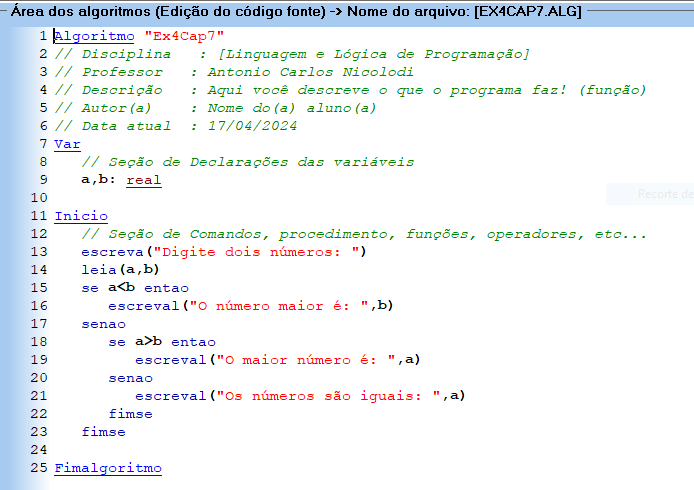 Área dos algoritmos (Edição do código fonte) -> Nome do arquivo: [EX4CAP7.ALG]
1 Algoritmo "Ex4Cap7"
2 // Disciplina   : [Linguagem e Lógica de Programação]
3 // Professor   : Antonio Carlos Nicolodi
4 // Descrição   : Aqui você descreve o que o programa faz! (função)
5 // Autor(a)    : Nome do(a) aluno(a)
6 // Data atual  : 17/04/2024
7 Var
8    // Seção de Declarações das variáveis
9    a,b: real
10
11 Inicio
12    // Seção de Comandos, procedimento, funções, operadores, etc...
13    escreva("Digite dois números: ")
14    leia(a,b)
15    se a<b entao
16       escreval("O número maior é: ",b)
17    senao
18       se a>b entao
19          escreval("O maior número é: ",a)
20       senao
21          escreval("Os números são iguais: ",a)
22       fimse
23    fimse
24
25 Fimalgoritmo
Recorte de